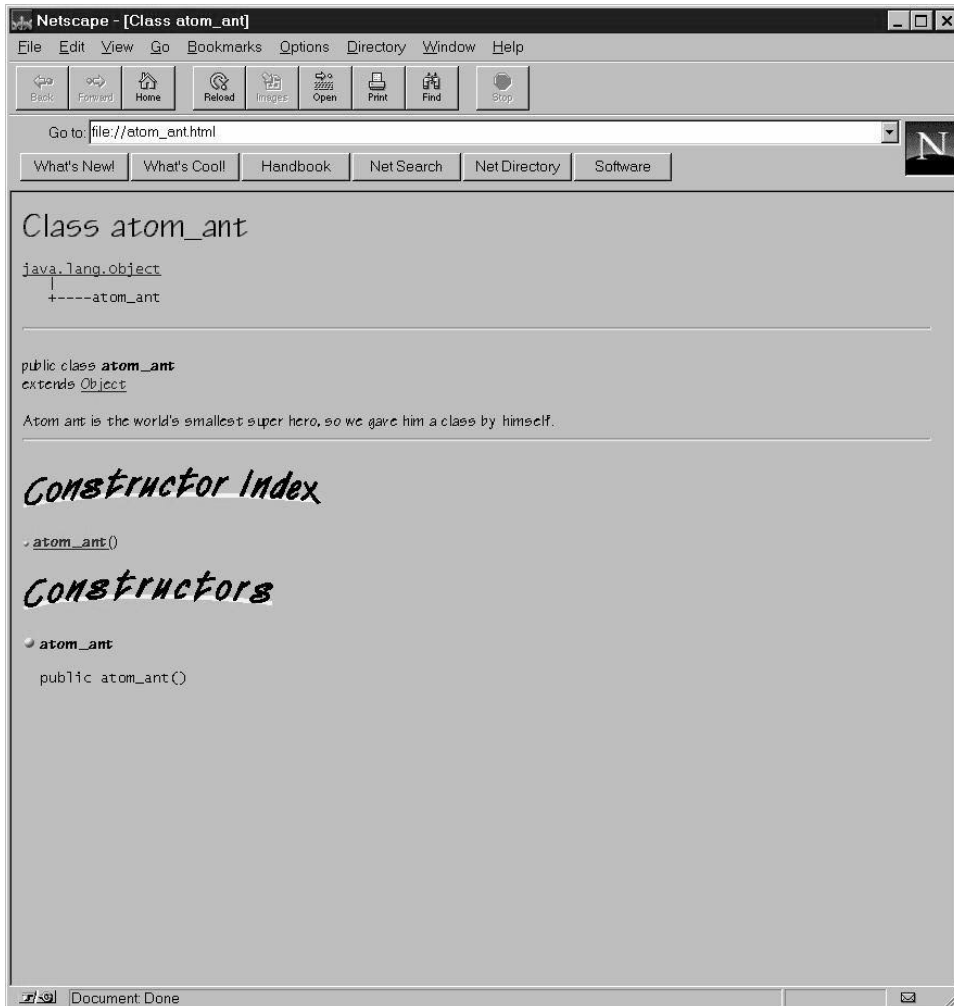 Netscape - [Class atom_ant]
File Edit View Go Bookmarks Options Directory Window Help
Back Forward Home Reload Images Open Print Find Stop
Go to: file://atom_ant.html
N
What's New! What's Cool! Handbook Net Search Net Directory Software
Class atom_ant
java.lang.Object
|
+----atom_ant
public class atom_ant
extends Object
Atom ant is the world's smallest super hero, so we gave him a class by himself.
Constructor Index
atom_ant()
Constructors
atom_ant
public atom_ant()
Document: Done